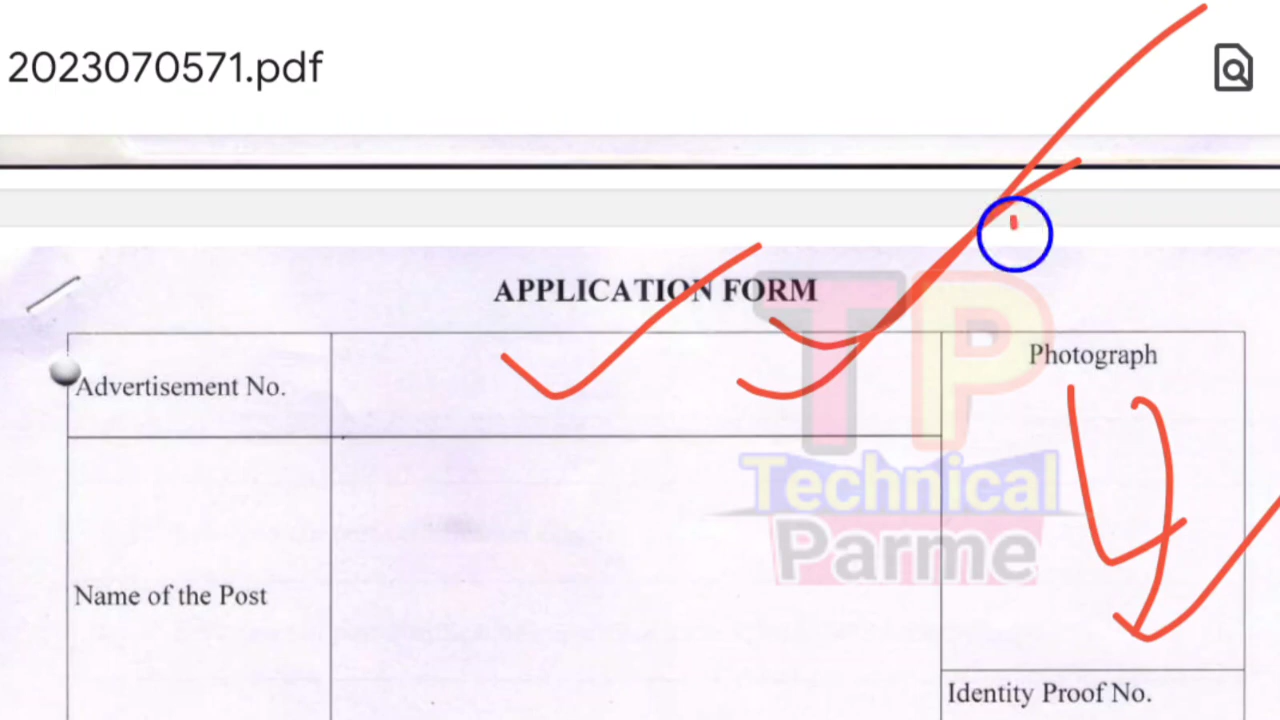 2023070571.pdf
APPLICATION FORM
Advertisement No.
Photograph
TP
Technical
Parme
Name of the Post
Identity Proof No.